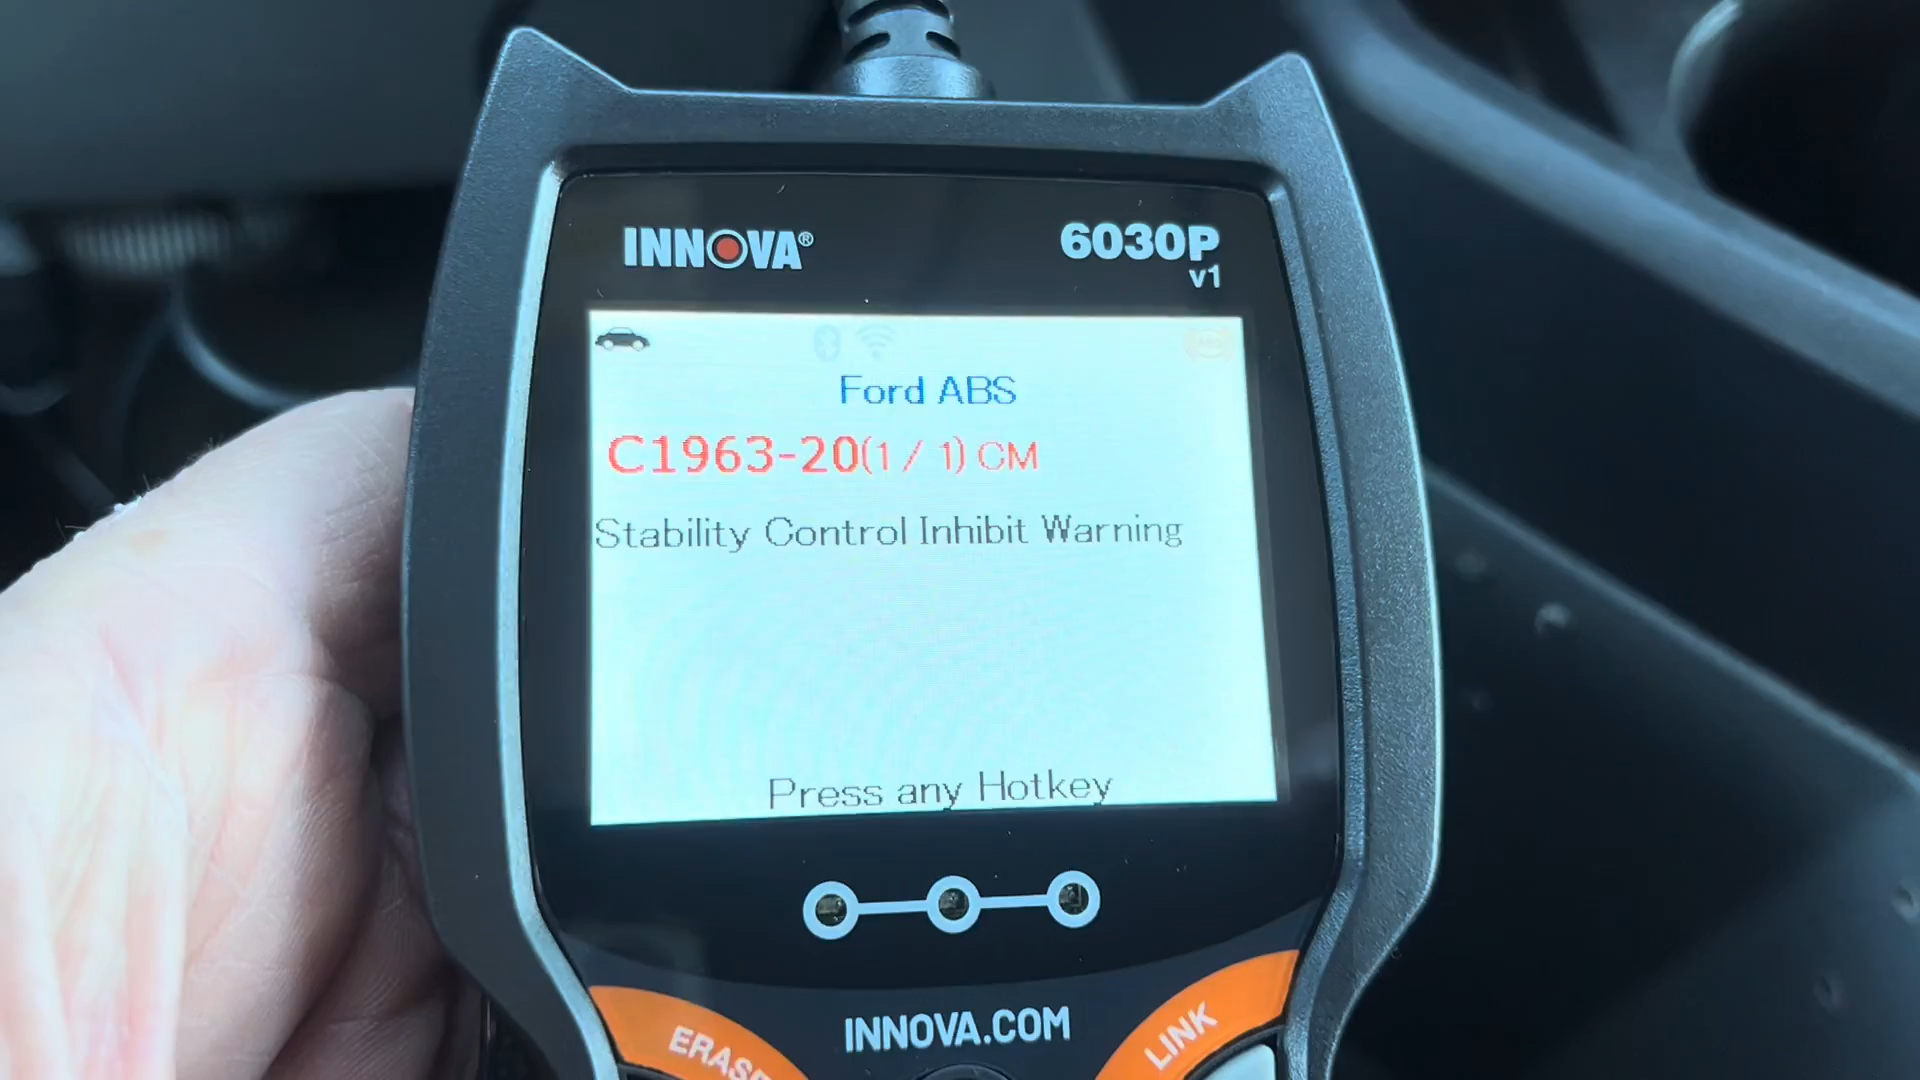 INNOVA®
6030P
v1
Ford ABS
C1963-20(1 / 1) CM
Stability Control Inhibit Warning
Press any Hotkey
INNOVA.COM
ERASE
LINK